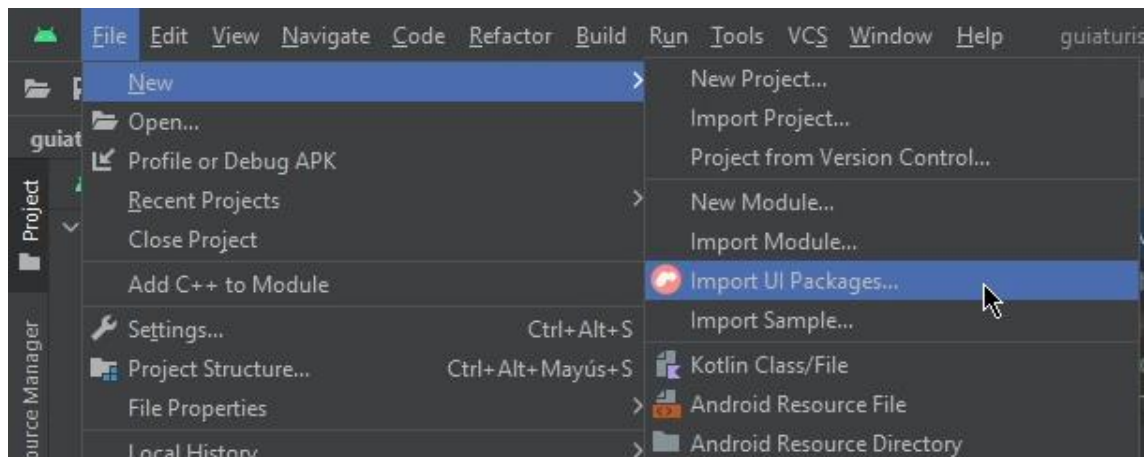 File Edit View Navigate Code Refactor Build Run Tools VCS Window Help guiaturis
guiat
Project
Resource Manager
New
Open...
Profile or Debug APK
Recent Projects
Close Project
Add C++ to Module
Settings... Ctrl+Alt+S
Project Structure... Ctrl+Alt+Mayús+S
File Properties
Local History
New Project...
Import Project...
Project from Version Control...
New Module...
Import Module...
Import UI Packages...
Import Sample...
Kotlin Class/File
Android Resource File
Android Resource Directory